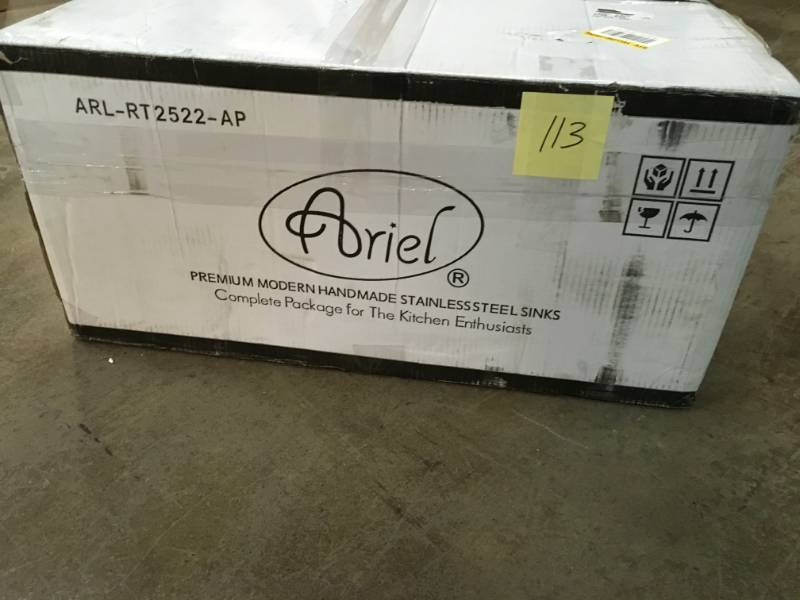 ARL-RT2522-AP
113
Ariel
®
PREMIUM MODERN HANDMADE STAINLESS STEEL SINKS
Complete Package for The Kitchen Enthusiasts